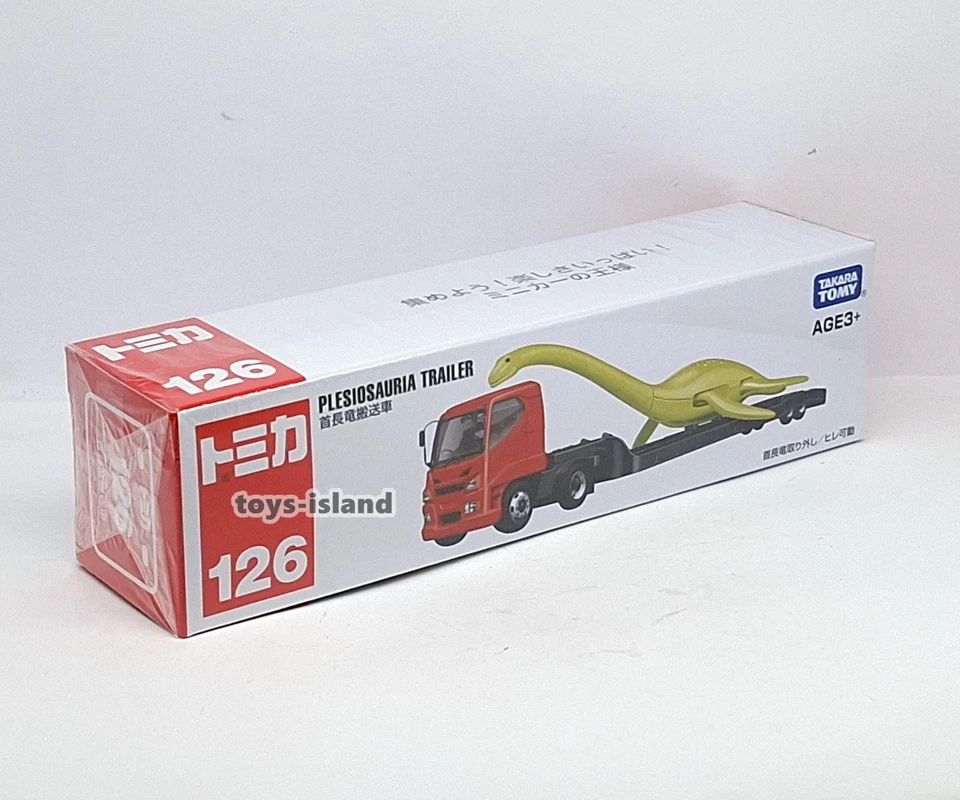 集めよう！楽しさいっぱい！
ミニカーの王様
トミカ
126
TAKARA
TOMY®
AGE3+
PLESIOSAURIA TRAILER
首長竜搬送車
トミカ
126
toys-island
首長竜取り外し／ヒレ可動